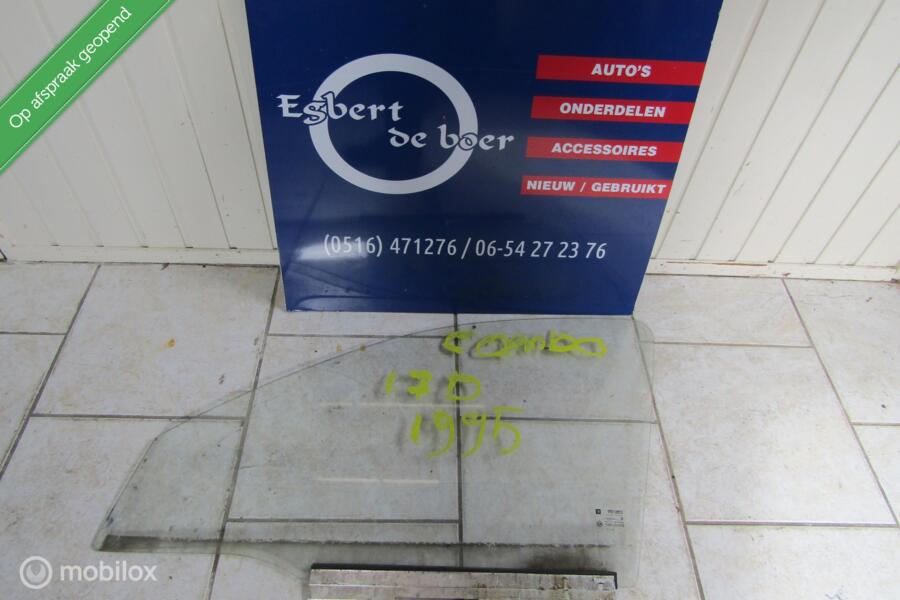 Op afspraak geopend
Esbert
de boer
AUTO'S
ONDERDELEN
ACCESSOIRES
NIEUW / GEBRUIKT
(0516) 471276 / 06-54 27 23 76
combo
17D
1995
mobilox